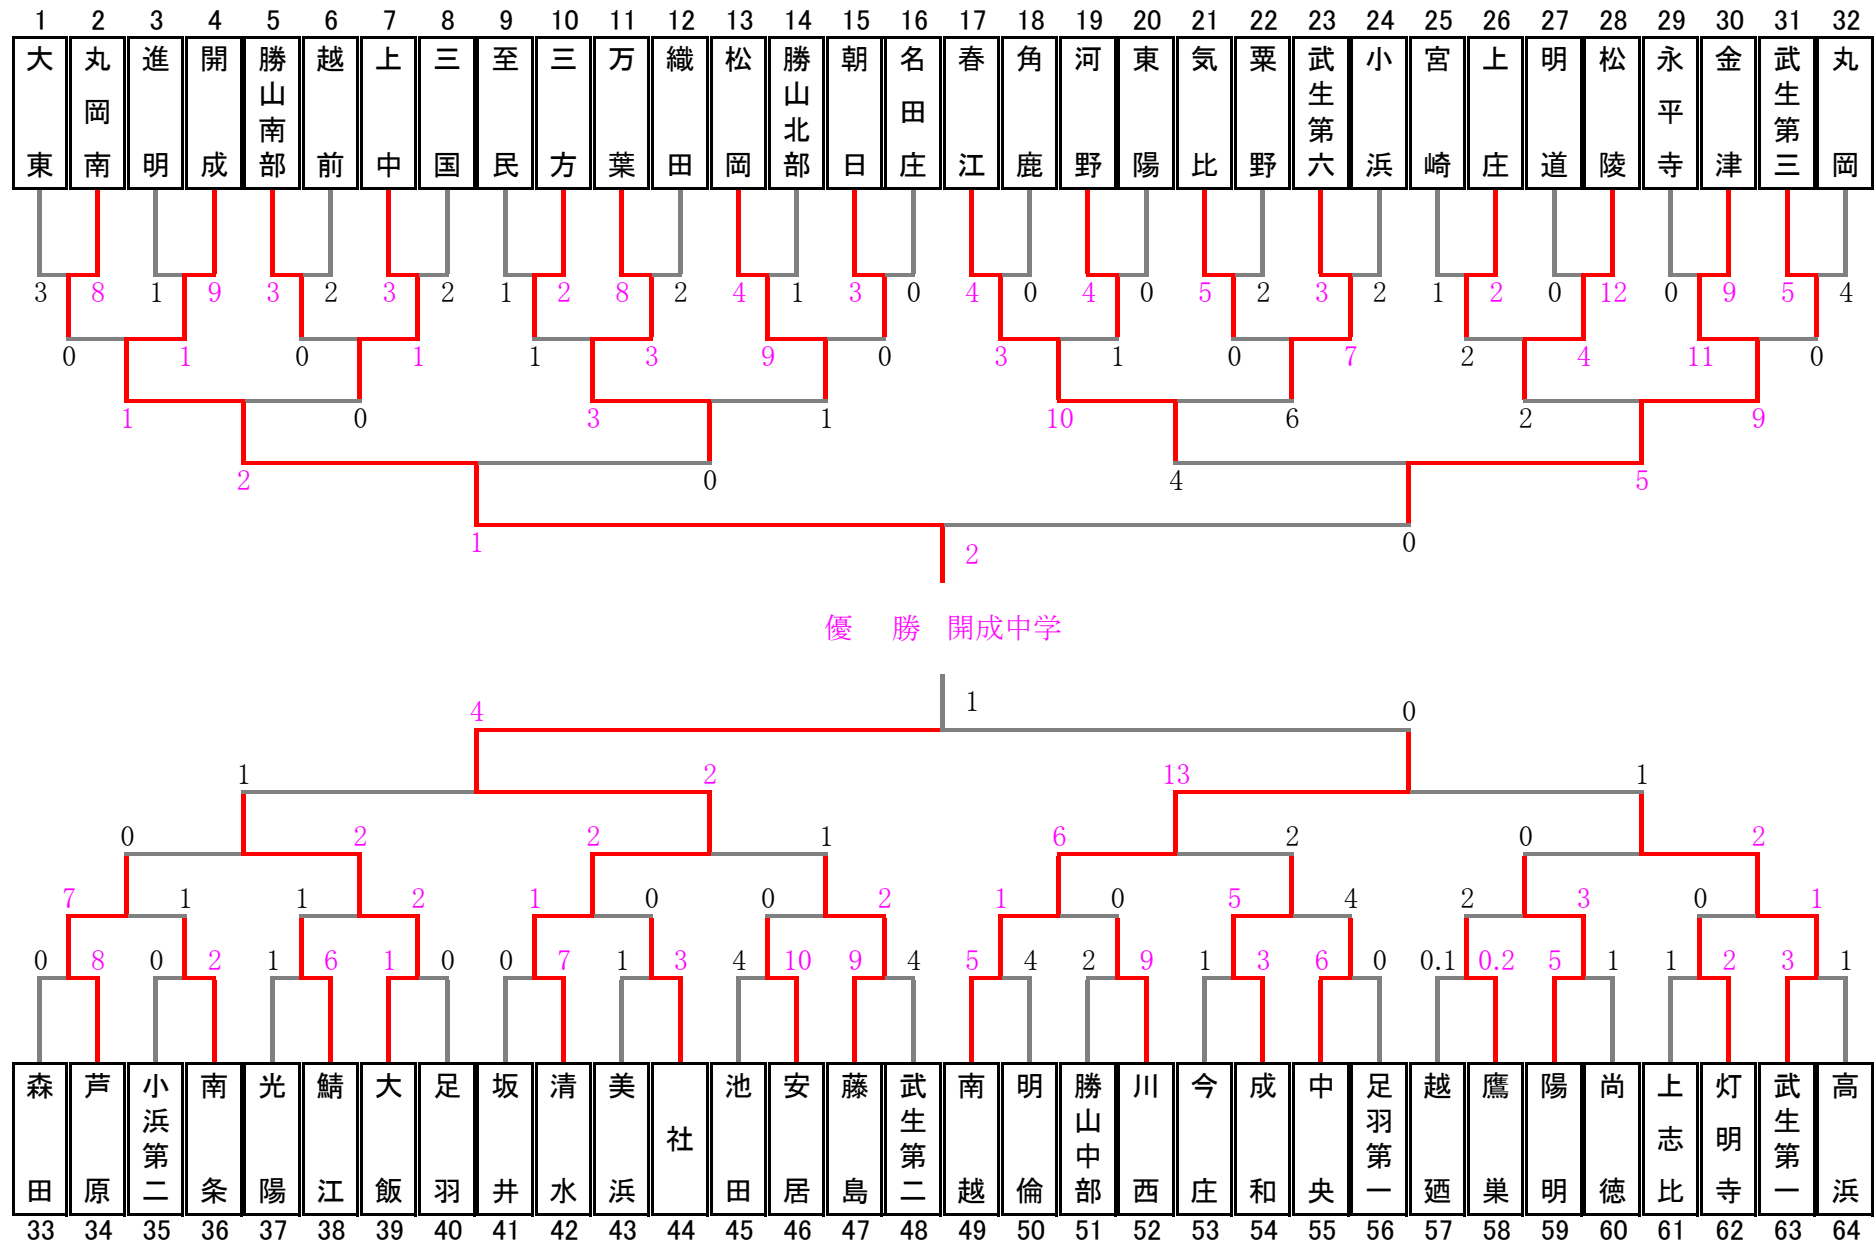 1 2 3 4 5 6 7 8 9 10 11 12 13 14 15 16 17 18 19 20 21 22 23 24 25 26 27 28 29 30 31 32
大東 丸岡南 進明 開成 勝山南部 越前 上中 三国 至民 三方 万葉 織田 松岡 勝山北部 朝日 名田庄 春江 角鹿 河野 東陽 気比 粟野 武生第六 小浜 宮崎 上庄 明道 松陵 永平寺 金津 武生第三 丸岡
3 8 1 9 3 2 3 2 1 2 8 2 4 1 3 0 4 0 4 0 5 2 3 2 1 2 0 12 0 9 5 4
0 1 0 1 1 3 9 0 3 1 0 7 2 4 11 0
1 0 3 1 10 6 2 9
2 0 4 5
1 0
2
優 勝 開成中学
1
4 0
1 2 13 1
0 2 2 1 6 2 0 2
7 1 1 2 1 0 0 2 1 0 5 4 2 3 0 1
0 8 0 2 1 6 1 0 0 7 1 3 4 10 9 4 5 4 2 9 1 3 6 0 0.1 0.2 5 1 1 2 3 1
森田 芦原 小浜第二 南条 光陽 鯖江 大飯 足羽 坂井 清水 美浜 社 池田 安居 藤島 武生第二 南越 明倫 勝山中部 川西 今庄 成和 中央 足羽第一 越廼 鷹巣 陽明 尚徳 上志比 灯明寺 武生第一 高浜
33 34 35 36 37 38 39 40 41 42 43 44 45 46 47 48 49 50 51 52 53 54 55 56 57 58 59 60 61 62 63 64